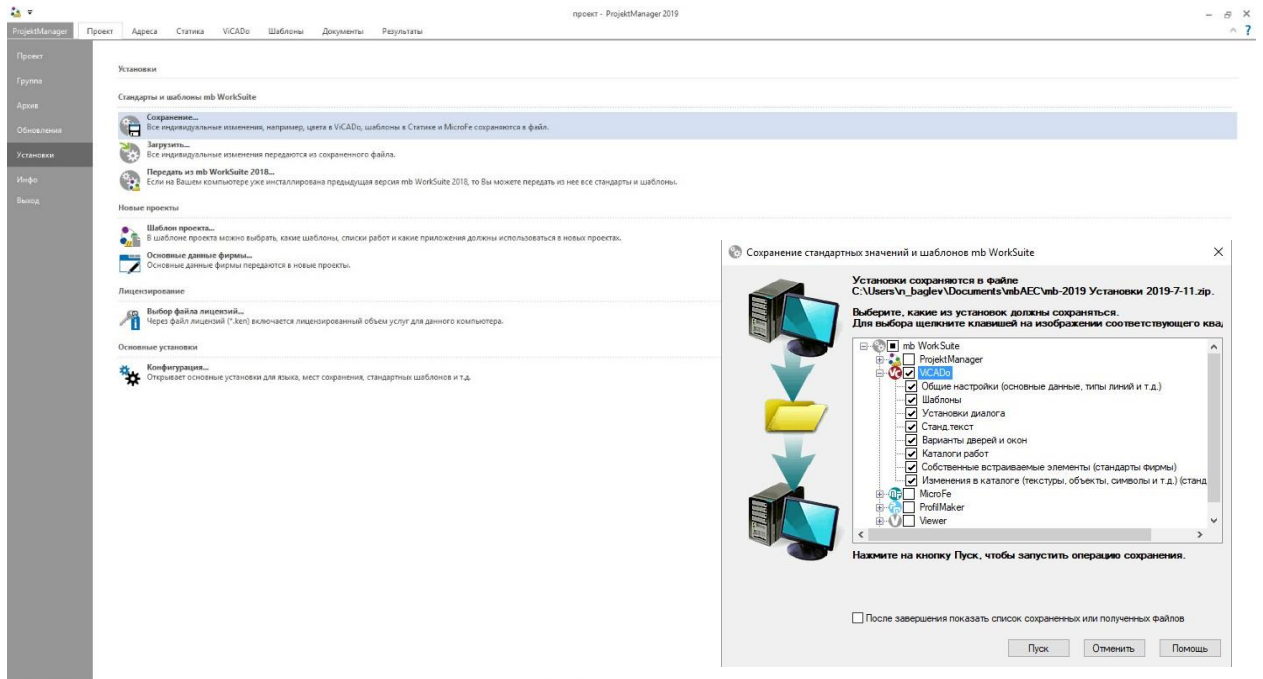 проект - ProjektManager 2019
ProjektManager Проект Адреса Статика ViCADo Шаблоны Документы Результаты
Проект
Группа
Архив
Обновления
Установки
Инфо
Выход
Установки
Стандарты и шаблоны mb WorkSuite
Сохранение...
Все индивидуальные изменения, например, цвета в ViCADo, шаблоны в Статике и MicroFe сохраняются в файл.
Загрузить...
Все индивидуальные изменения передаются из сохраненного файла.
Передать из mb WorkSuite 2018...
Если на Вашем компьютере уже инсталлирована предыдущая версия mb WorkSuite 2018, то Вы можете передать из нее все стандарты и шаблоны.
Новые проекты
Шаблон проекта...
В шаблоне проекта можно выбрать, какие шаблоны, списки работ и какие приложения должны использоваться в новых проектах.
Основные данные фирмы...
Основные данные фирмы передаются в новые проекты.
Лицензирование
Выбор файла лицензий...
Через файл лицензий (*.ken) включается лицензированный объем услуг для данного компьютера.
Основные установки
Конфигурация...
Открывает основные установки для языка, мест сохранения, стандартных шаблонов и т.д.
Сохранение стандартных значений и шаблонов mb WorkSuite
Установки сохраняются в файле
C:\Users\n_baglev\Documents\mbAEC\mb-2019 Установки 2019-7-11.zip.
Выберите, какие из установок должны сохраняться.
Для выбора щелкните клавишей на изображении соответствующего ква
mb WorkSuite
ProjektManager
ViCADo
Общие настройки (основные данные, типы линий и т.д.)
Шаблоны
Установки диалога
Станд.текст
Варианты дверей и окон
Каталоги работ
Собственные встраиваемые элементы (стандарты фирмы)
Изменения в каталоге (текстуры, объекты, символы и т.д.) (станд
MicroFe
ProfilMaker
Viewer
Нажмите на кнопку Пуск, чтобы запустить операцию сохранения.
После завершения показать список сохраненных или полученных файлов
Пуск Отменить Помощь